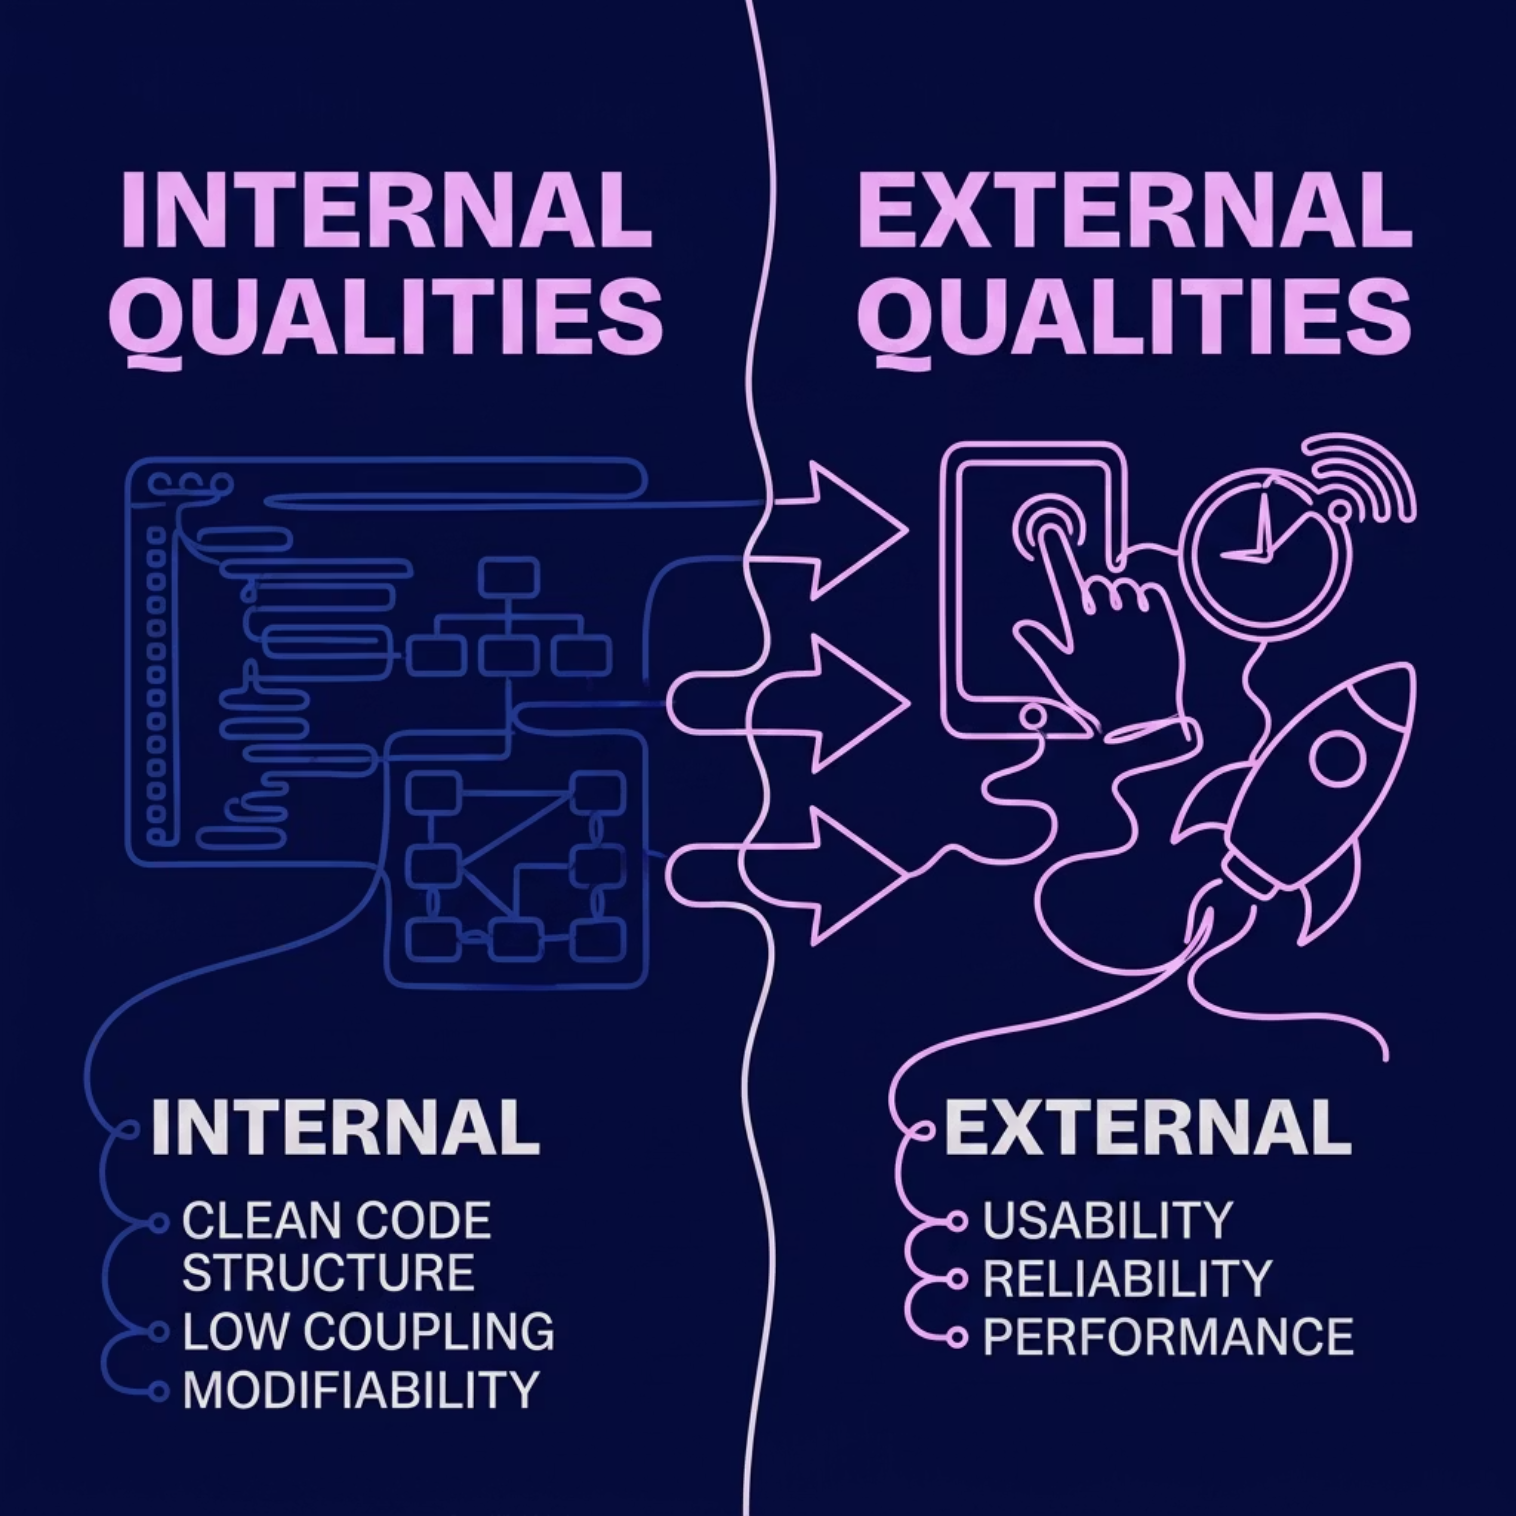 INTERNAL
QUALITIES
EXTERNAL
QUALITIES
INTERNAL
CLEAN CODE
STRUCTURE
LOW COUPLING
MODIFIABILITY
EXTERNAL
USABILITY
RELIABILITY
PERFORMANCE